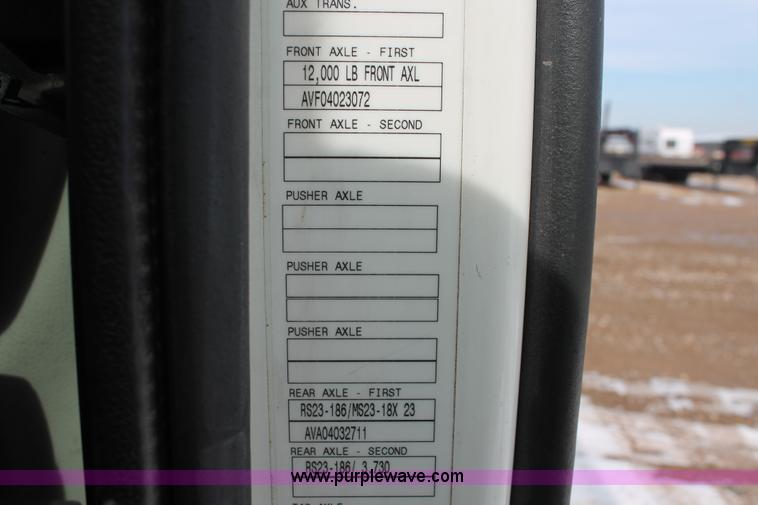 AUX TRANS.
FRONT AXLE - FIRST
12,000 LB FRONT AXL
AVF04023072
FRONT AXLE - SECOND
PUSHER AXLE
PUSHER AXLE
PUSHER AXLE
REAR AXLE - FIRST
RS23-186/MS23-18X 23
AVA04032711
REAR AXLE - SECOND
RS23-186/ 3.730
www.purplewave.com